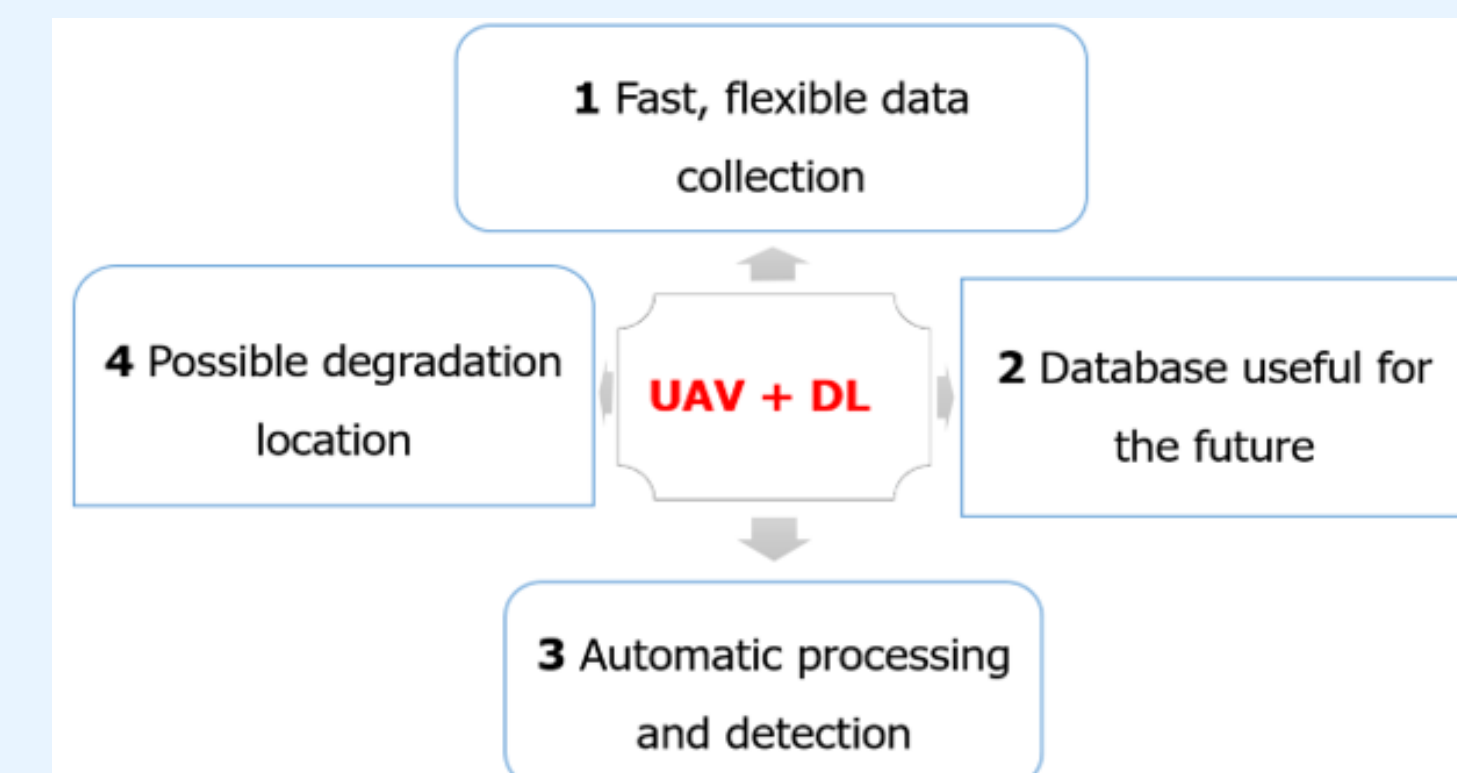 1 Fast, flexible data
collection
4 Possible degradation
location
UAV + DL
2 Database useful for
the future
3 Automatic processing
and detection